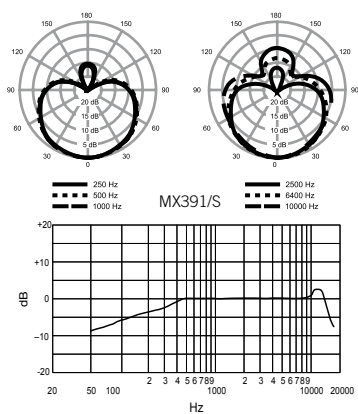 180 180
150 150 150 150
120 120 120 120
90 90 90 90
20 dB 20 dB
15 dB 15 dB
60 10 dB 60 60 10 dB 60
5 dB 5 dB
30 30 30 30
0 0
250 Hz 2500 Hz
500 Hz 6400 Hz
1000 Hz 10000 Hz
MX391/S
+20
+10
dB 0
−10
-20
2 3 4 5 6 7 8 9 2 3 4 5 6 7 8 9
20 50 100 1000 10000 20000
Hz